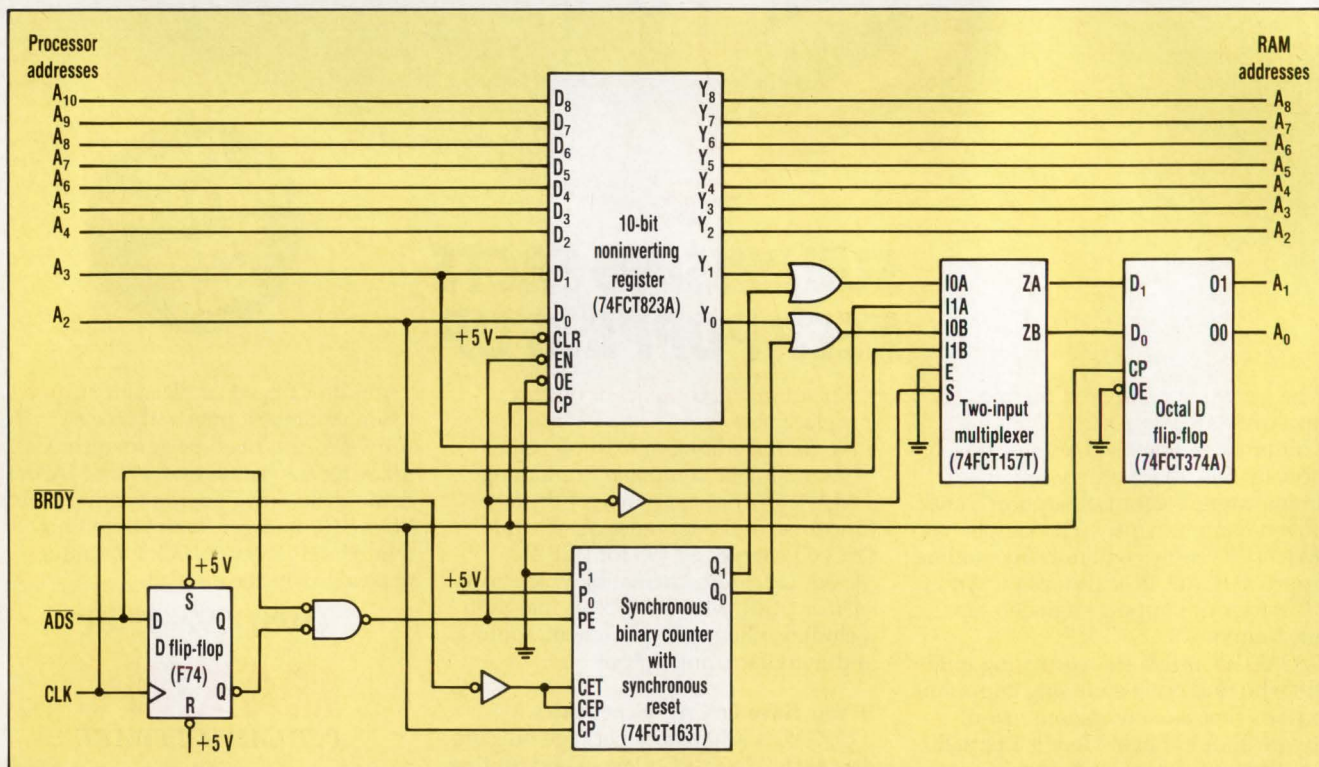 Processor
addresses
A₁₀
A₉
A₈
A₇
A₆
A₅
A₄
A₃
A₂
BRDY
ADS
CLK
+5 V
S
D
Q
D flip-flop
(F74)
Q
R
+5 V
D₈
D₇
D₆
D₅
D₄
D₃
D₂
D₁
D₀
+5 V
CLR
EN
OE
CP
10-bit
noninverting
register
(74FCT823A)
Y₈
Y₇
Y₆
Y₅
Y₄
Y₃
Y₂
Y₁
Y₀
+5 V
P₁
P₀
PE
CET
CEP
CP
Synchronous
binary counter
with
synchronous
reset
(74FCT163T)
Q₁
Q₀
I0A
I1A
I0B
I1B
E
S
ZA
ZB
Two-input
multiplexer
(74FCT157T)
D₁
D₀
CP
OE
O1
O0
Octal D
flip-flop
(74FCT374A)
RAM
addresses
A₈
A₇
A₆
A₅
A₄
A₃
A₂
A₁
A₀